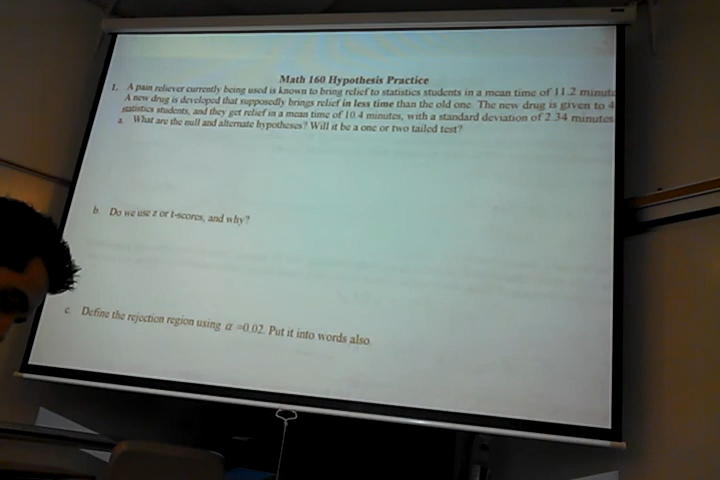 Math 160 Hypothesis Practice
1. A pain reliever currently being used is known to bring relief to statistics students in a mean time of 11.2 minute
A new drug is developed that supposedly brings relief in less time than the old one. The new drug is given to 4
statistics students, and they get relief in a mean time of 10.4 minutes, with a standard deviation of 2.34 minutes
a. What are the null and alternate hypotheses? Will it be a one or two tailed test?
b. Do we use z or t-scores, and why?
c. Define the rejection region using α =0.02. Put it into words also.